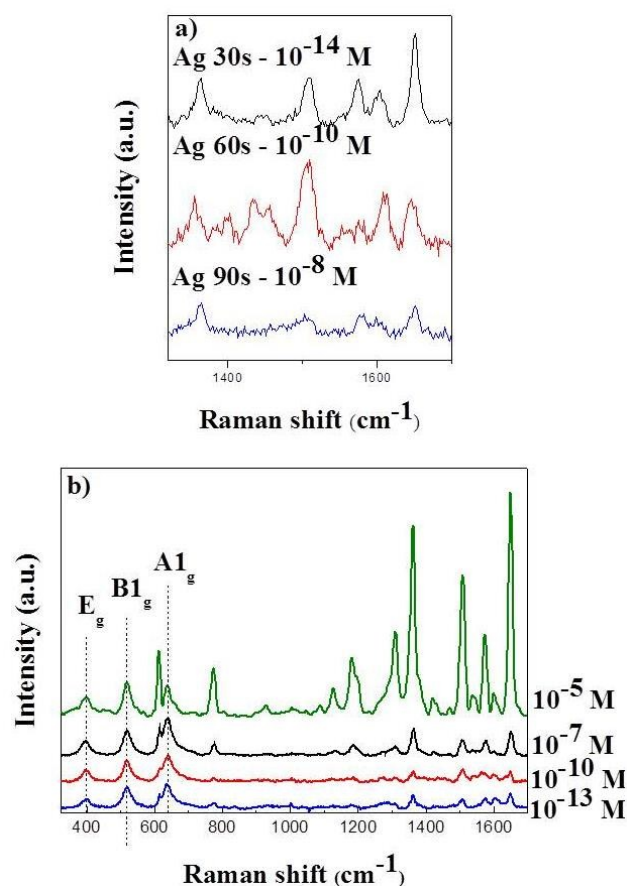 a)
Ag 30s - 10⁻¹⁴ M
Ag 60s - 10⁻¹⁰ M
Ag 90s - 10⁻⁸ M
Intensity (a.u.)
1400 1600
Raman shift (cm⁻¹)
b)
E_g B1_g A1_g
Intensity (a.u.)
10⁻⁵ M
10⁻⁷ M
10⁻¹⁰ M
10⁻¹³ M
400 600 800 1000 1200 1400 1600
Raman shift (cm⁻¹)